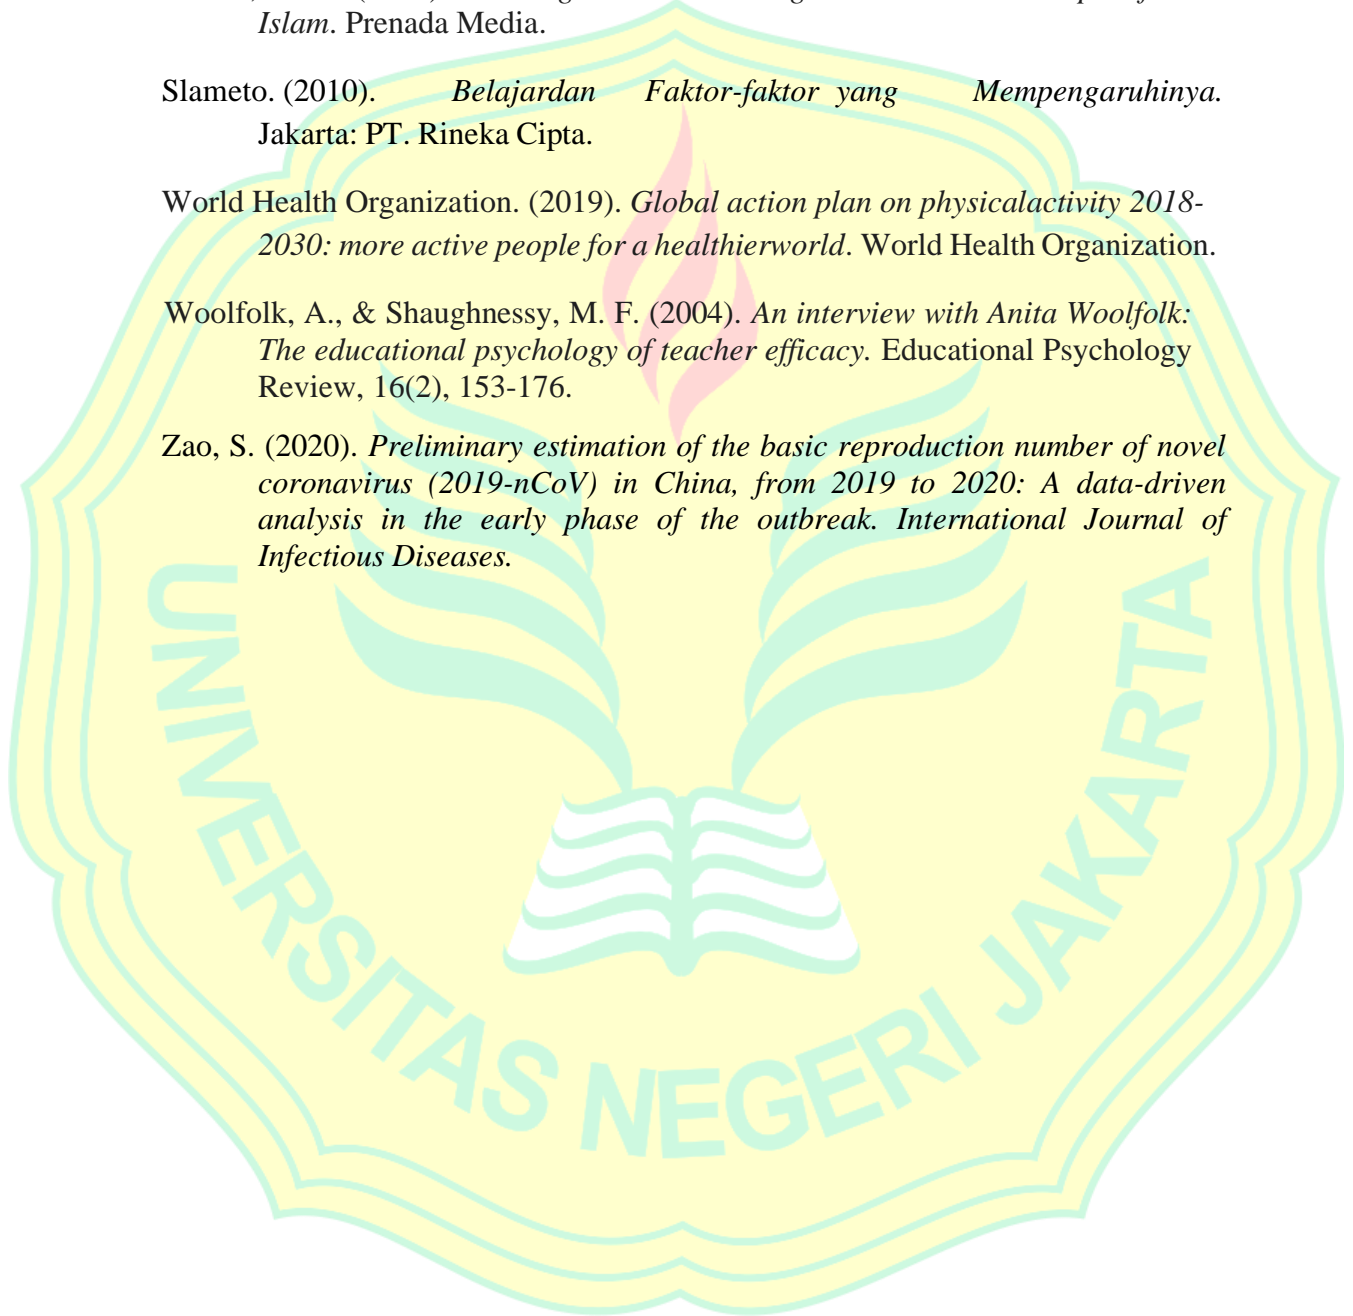 Islam. Prenada Media.
Slameto. (2010). Belajardan Faktor-faktor yang Mempengaruhinya.
Jakarta: PT. Rineka Cipta.
World Health Organization. (2019). Global action plan on physicalactivity 2018-
2030: more active people for a healthierworld. World Health Organization.
Woolfolk, A., & Shaughnessy, M. F. (2004). An interview with Anita Woolfolk:
The educational psychology of teacher efficacy. Educational Psychology
Review, 16(2), 153-176.
Zao, S. (2020). Preliminary estimation of the basic reproduction number of novel
coronavirus (2019-nCoV) in China, from 2019 to 2020: A data-driven
analysis in the early phase of the outbreak. International Journal of
Infectious Diseases.
UNIVERSITAS NEGERI JAKARTA